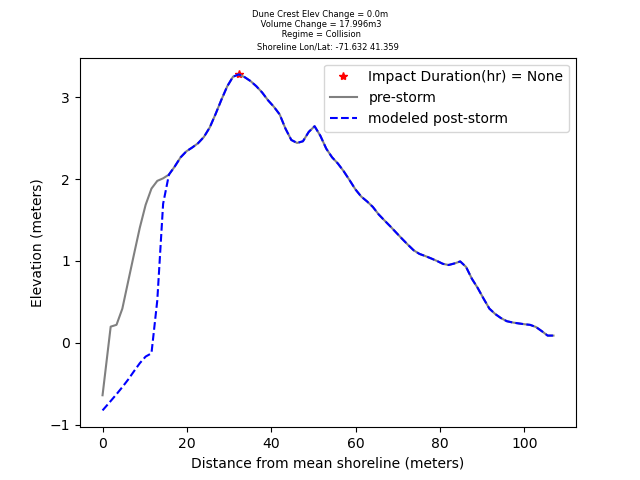 Dune Crest Elev Change = 0.0m
Volume Change = 17.996m3
Regime = Collision
Shoreline Lon/Lat: -71.632 41.359
Impact Duration(hr) = None
pre-storm
modeled post-storm
Elevation (meters)
3
2
1
0
−1
0 20 40 60 80 100
Distance from mean shoreline (meters)